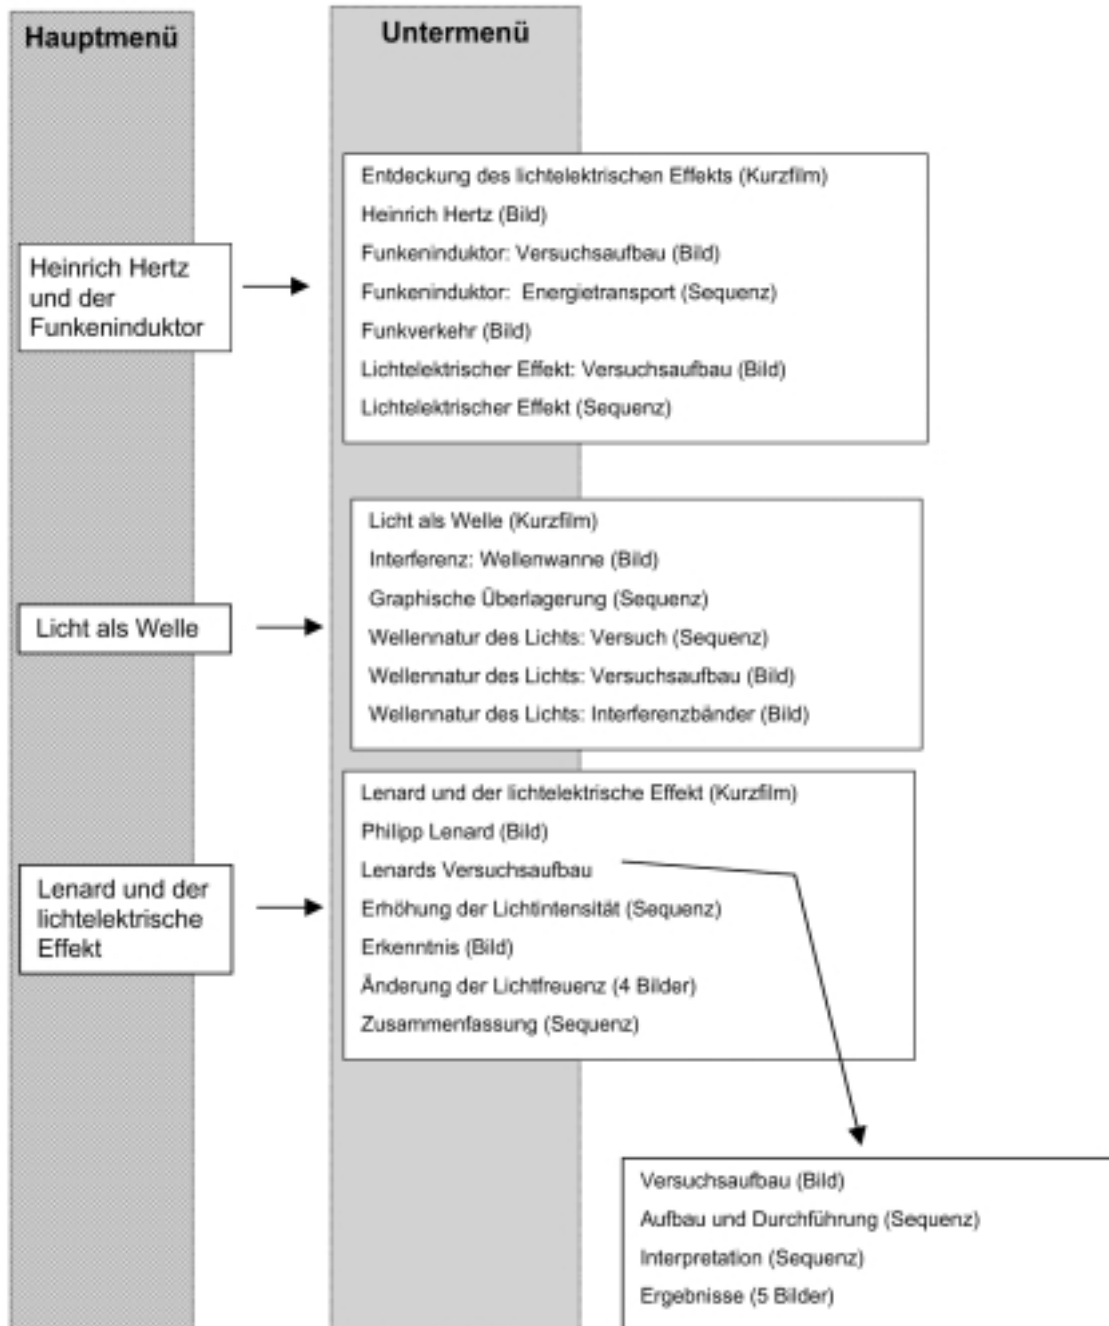 Hauptmenü
Untermenü
Heinrich Hertz
und der
Funkeninduktor
Entdeckung des lichtelektrischen Effekts (Kurzfilm)
Heinrich Hertz (Bild)
Funkeninduktor: Versuchsaufbau (Bild)
Funkeninduktor: Energietransport (Sequenz)
Funkverkehr (Bild)
Lichtelektrischer Effekt: Versuchsaufbau (Bild)
Lichtelektrischer Effekt (Sequenz)
Licht als Welle
Licht als Welle (Kurzfilm)
Interferenz: Wellenwanne (Bild)
Graphische Überlagerung (Sequenz)
Wellennatur des Lichts: Versuch (Sequenz)
Wellennatur des Lichts: Versuchsaufbau (Bild)
Wellennatur des Lichts: Interferenzbänder (Bild)
Lenard und der
lichtelektrische
Effekt
Lenard und der lichtelektrische Effekt (Kurzfilm)
Philipp Lenard (Bild)
Lenards Versuchsaufbau
Erhöhung der Lichtintensität (Sequenz)
Erkenntnis (Bild)
Änderung der Lichtfreuenz (4 Bilder)
Zusammenfassung (Sequenz)
Versuchsaufbau (Bild)
Aufbau und Durchführung (Sequenz)
Interpretation (Sequenz)
Ergebnisse (5 Bilder)